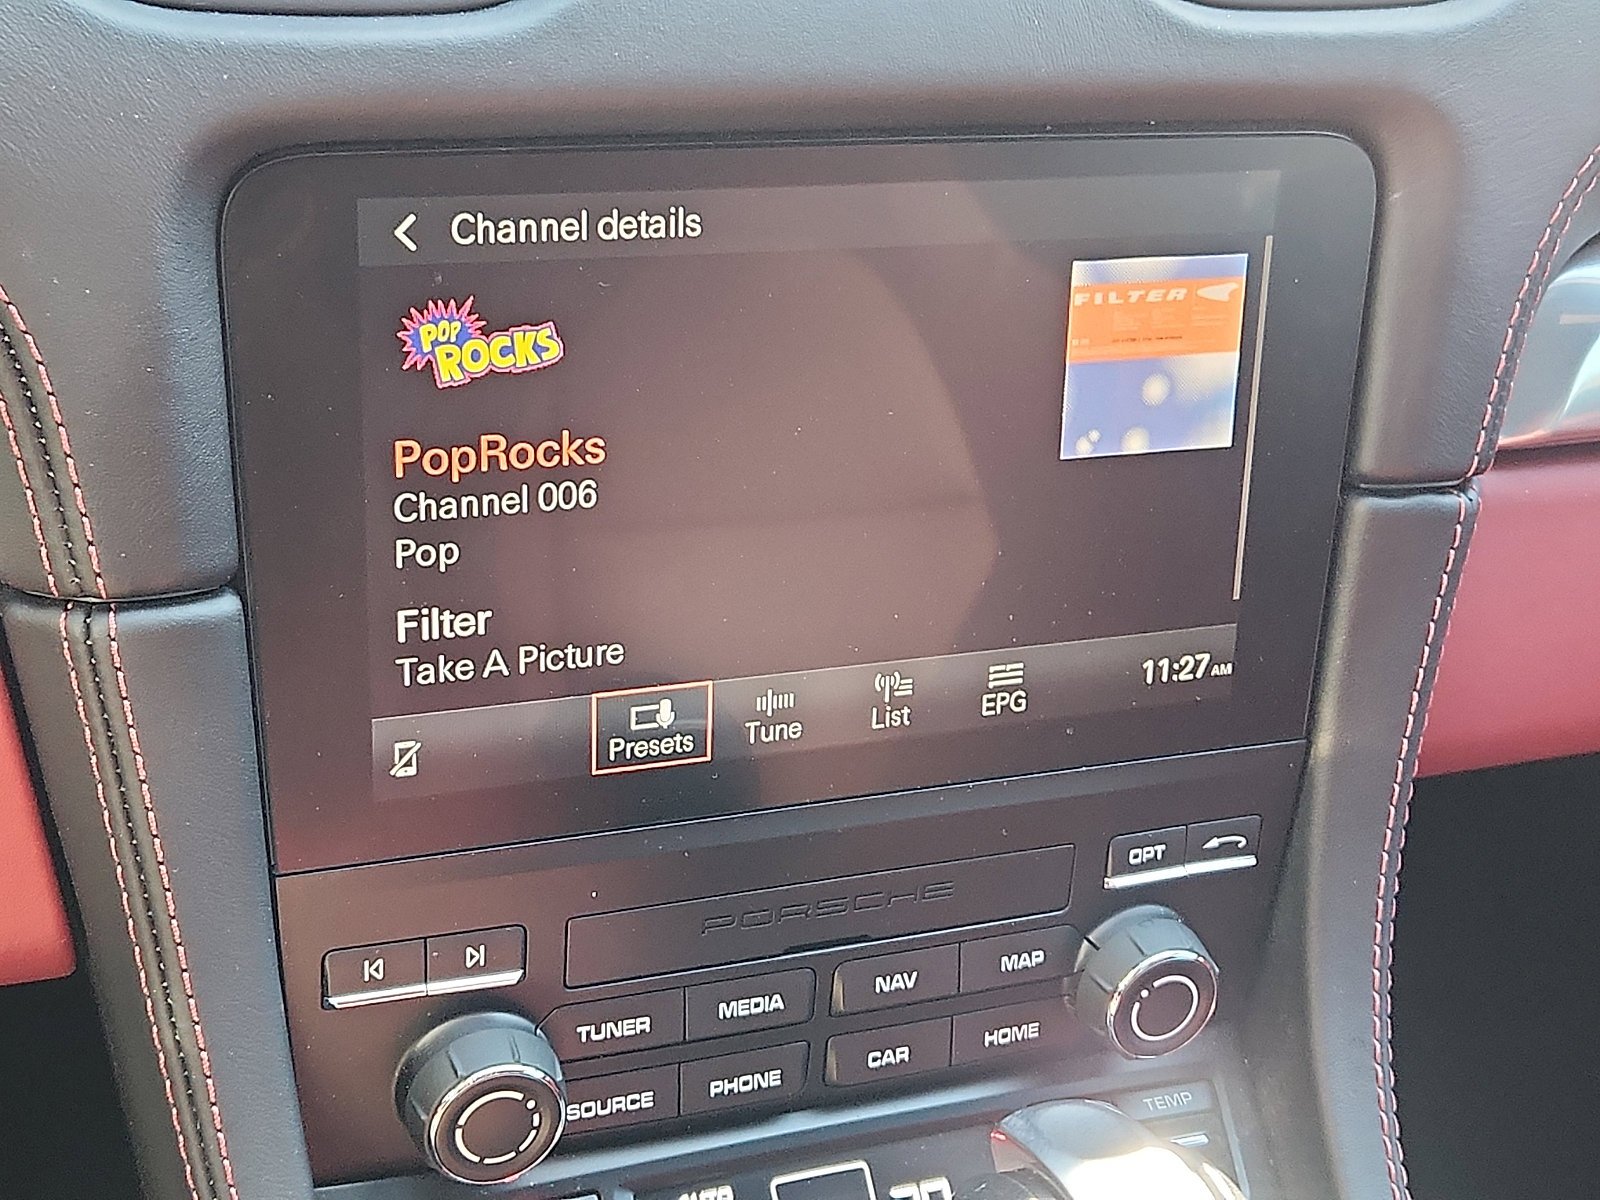 Channel details
POP
ROCKS
FILTER
PopRocks
Channel 006
Pop
Filter
Take A Picture
Presets
Tune
List
EPG
11:27AM
OPT
PORSCHE
TUNER
MEDIA
NAV
MAP
SOURCE
PHONE
CAR
HOME
TEMP
AUTO